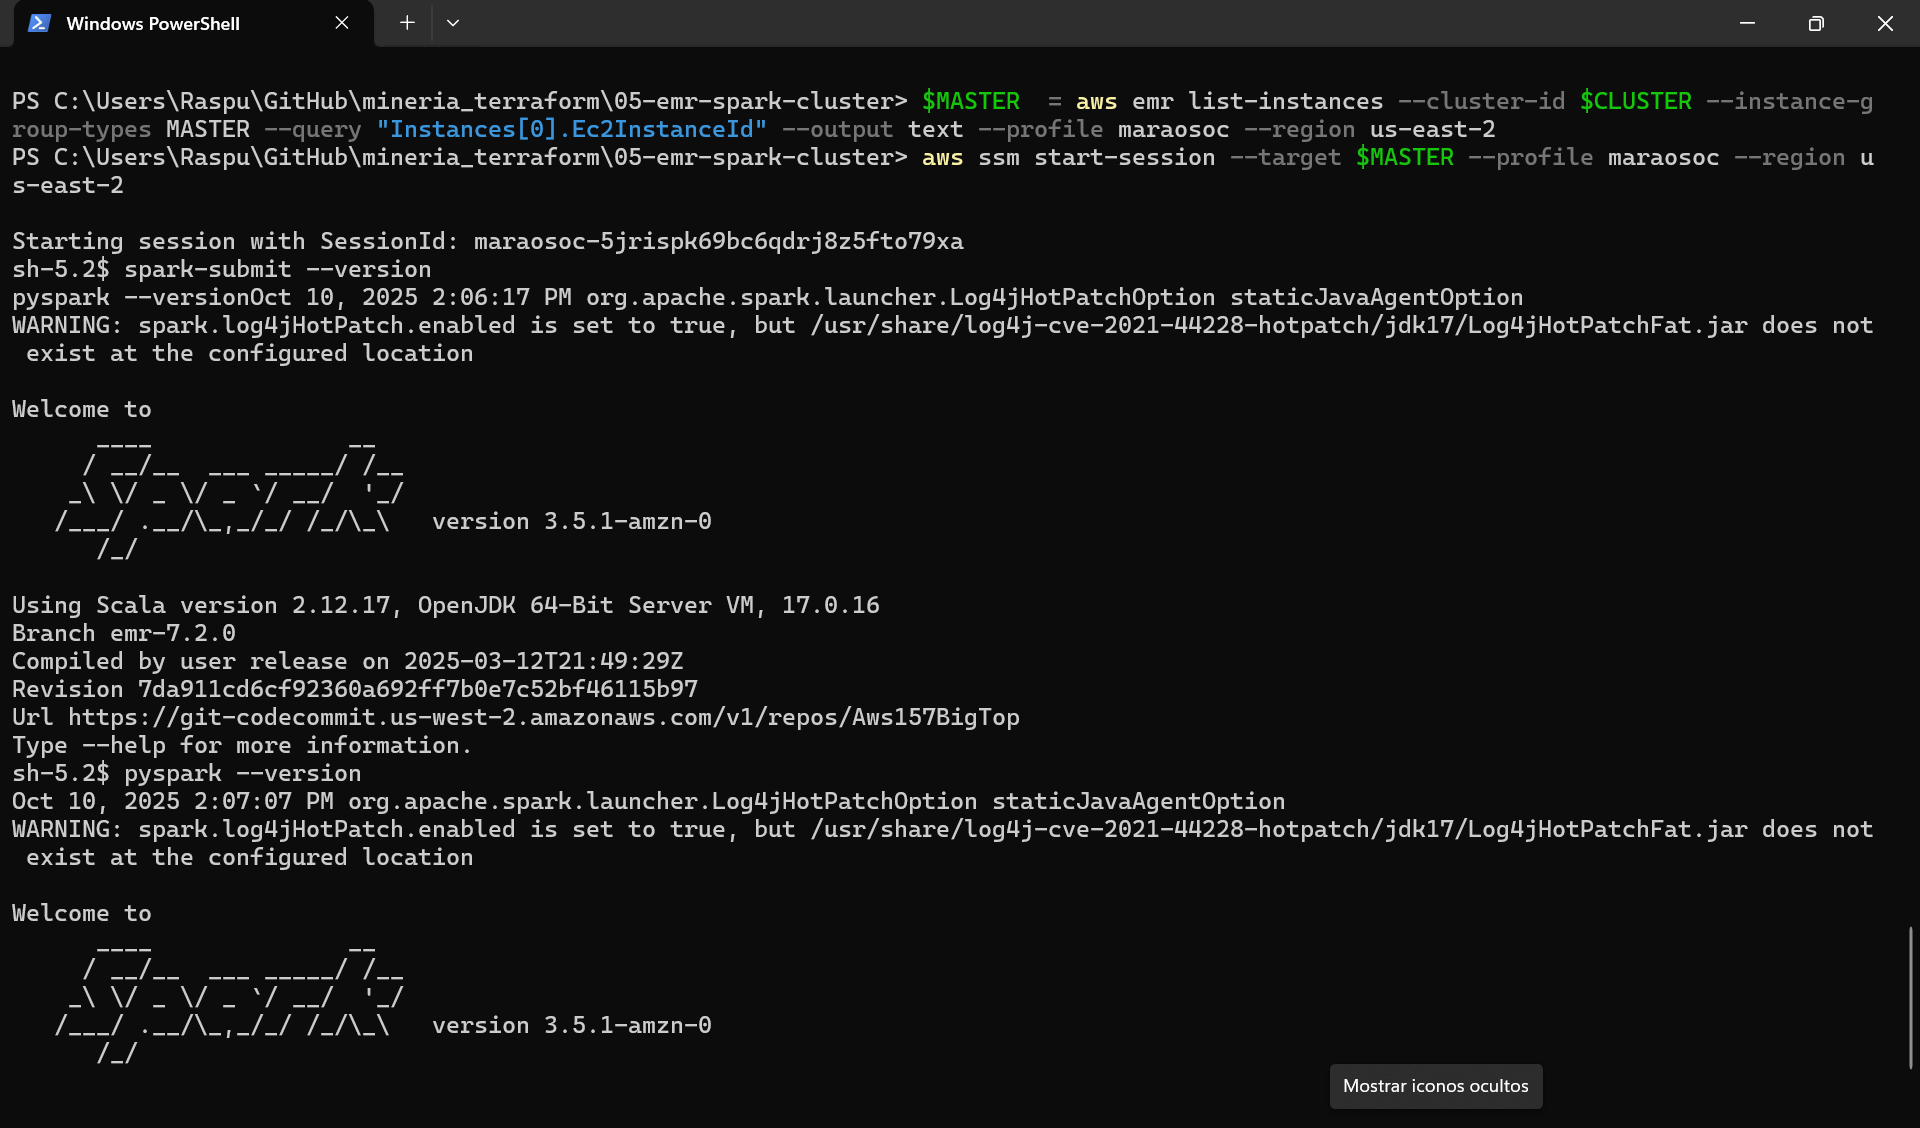 Windows PowerShell
PS C:\Users\Raspu\GitHub\mineria_terraform\05-emr-spark-cluster> $MASTER  = aws emr list-instances --cluster-id $CLUSTER --instance-g
roup-types MASTER --query "Instances[0].Ec2InstanceId" --output text --profile maraosoc --region us-east-2
PS C:\Users\Raspu\GitHub\mineria_terraform\05-emr-spark-cluster> aws ssm start-session --target $MASTER --profile maraosoc --region u
s-east-2

Starting session with SessionId: maraosoc-5jrispk69bc6qdrj8z5fto79xa
sh-5.2$ spark-submit --version
pyspark --versionOct 10, 2025 2:06:17 PM org.apache.spark.launcher.Log4jHotPatchOption staticJavaAgentOption
WARNING: spark.log4jHotPatch.enabled is set to true, but /usr/share/log4j-cve-2021-44228-hotpatch/jdk17/Log4jHotPatchFat.jar does not
 exist at the configured location

Welcome to
      ____              __
     / __/__  ___ _____/ /__
    _\ \/ _ \/ _ `/ __/  '_/
   /___/ .__/\_,_/_/ /_/\_\   version 3.5.1-amzn-0
      /_/

Using Scala version 2.12.17, OpenJDK 64-Bit Server VM, 17.0.16
Branch emr-7.2.0
Compiled by user release on 2025-03-12T21:49:29Z
Revision 7da911cd6cf92360a692ff7b0e7c52bf46115b97
Url https://git-codecommit.us-west-2.amazonaws.com/v1/repos/Aws157BigTop
Type --help for more information.
sh-5.2$ pyspark --version
Oct 10, 2025 2:07:07 PM org.apache.spark.launcher.Log4jHotPatchOption staticJavaAgentOption
WARNING: spark.log4jHotPatch.enabled is set to true, but /usr/share/log4j-cve-2021-44228-hotpatch/jdk17/Log4jHotPatchFat.jar does not
 exist at the configured location

Welcome to
      ____              __
     / __/__  ___ _____/ /__
    _\ \/ _ \/ _ `/ __/  '_/
   /___/ .__/\_,_/_/ /_/\_\   version 3.5.1-amzn-0
      /_/
Mostrar iconos ocultos